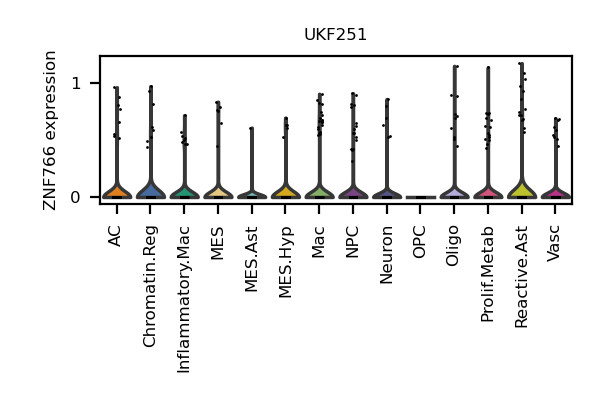 UKF251
ZNF766 expression
1
0
AC
Chromatin.Reg
Inflammatory.Mac
MES
MES.Ast
MES.Hyp
Mac
NPC
Neuron
OPC
Oligo
Prolif.Metab
Reactive.Ast
Vasc